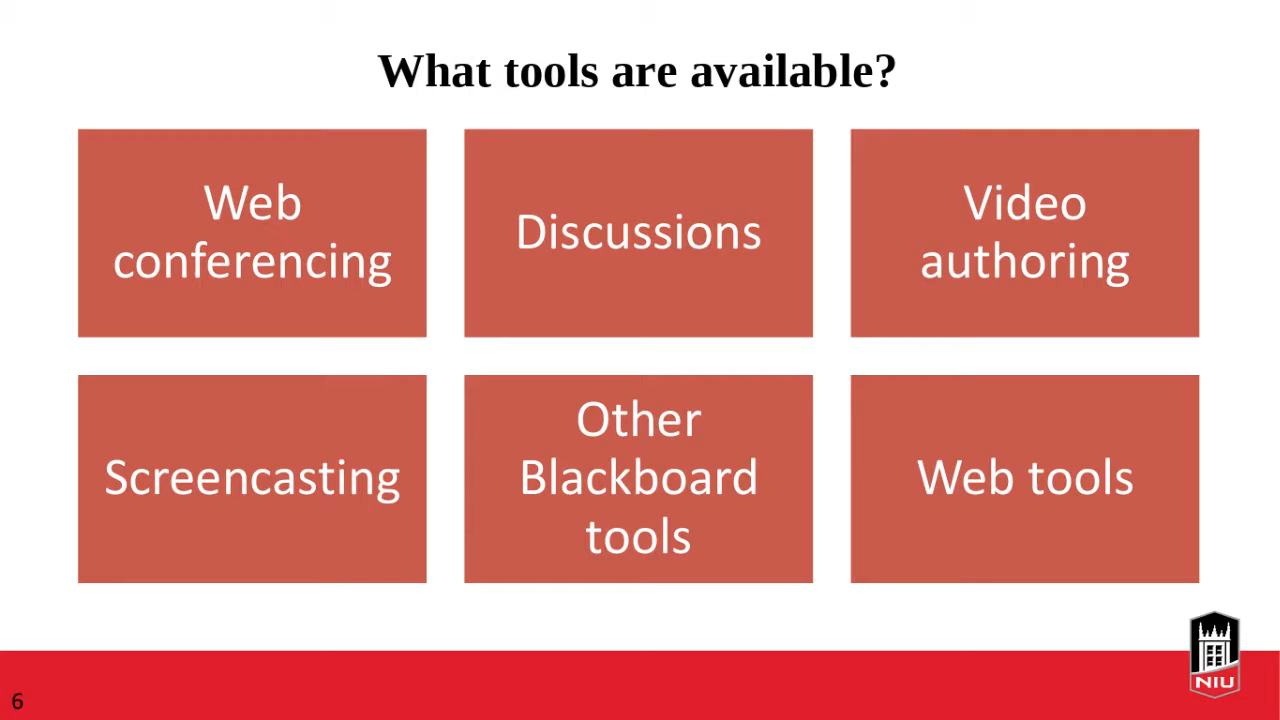 What tools are available?
Web
conferencing
Discussions
Video
authoring
Screencasting
Other
Blackboard
tools
Web tools
NIU
6